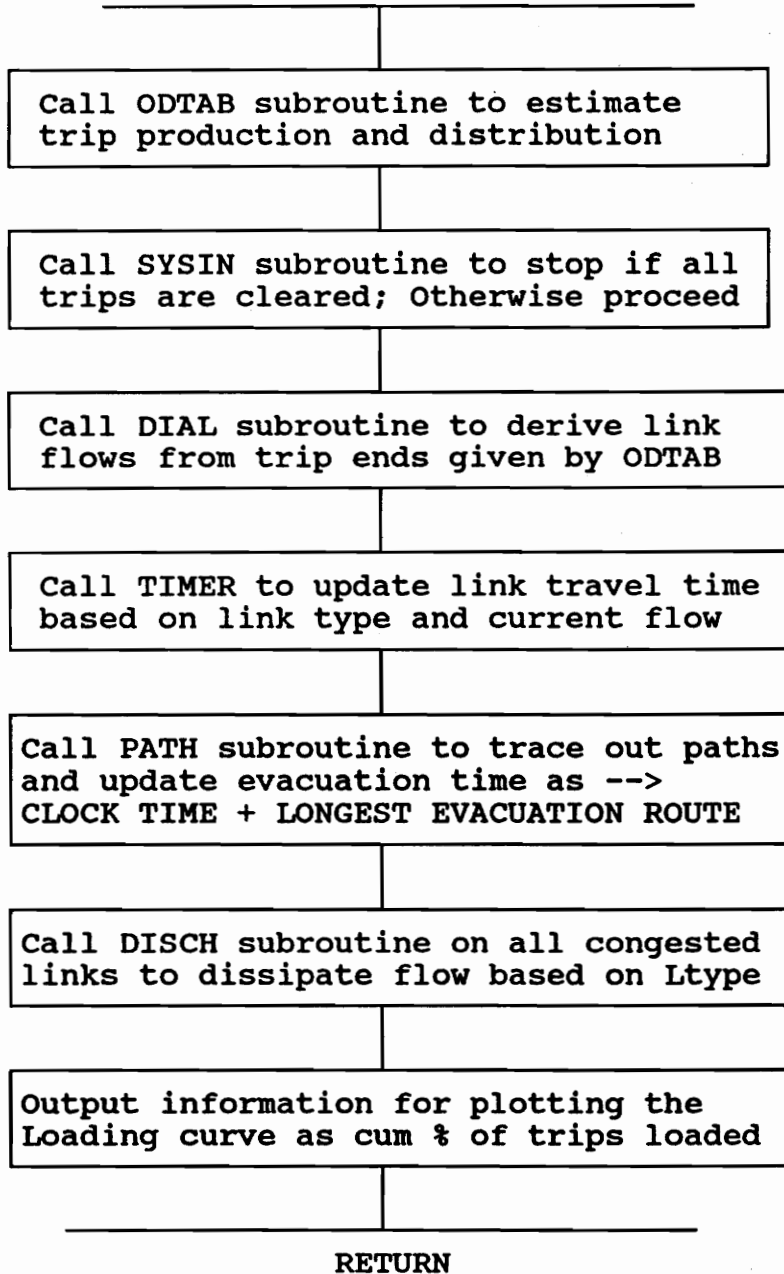 Call ODTAB subroutine to estimate
trip production and distribution
Call SYSIN subroutine to stop if all
trips are cleared; Otherwise proceed
Call DIAL subroutine to derive link
flows from trip ends given by ODTAB
Call TIMER to update link travel time
based on link type and current flow
Call PATH subroutine to trace out paths
and update evacuation time as -->
CLOCK TIME + LONGEST EVACUATION ROUTE
Call DISCH subroutine on all congested
links to dissipate flow based on Ltype
Output information for plotting the
Loading curve as cum % of trips loaded
RETURN